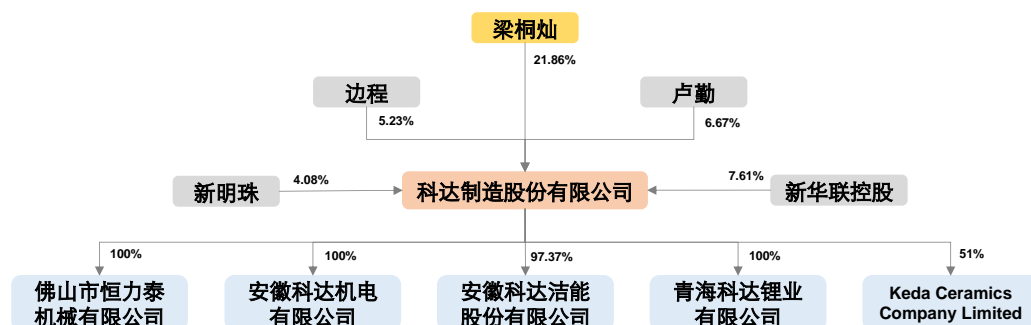 梁桐灿
21.86%
边程
卢勤
5.23%
6.67%
新明珠
4.08%
科达制造股份有限公司
7.61%
新华联控股
100%
100%
97.37%
100%
51%
佛山市恒力泰
机械有限公司
安徽科达机电
有限公司
安徽科达洁能
股份有限公司
青海科达锂业
有限公司
Keda Ceramics
Company Limited